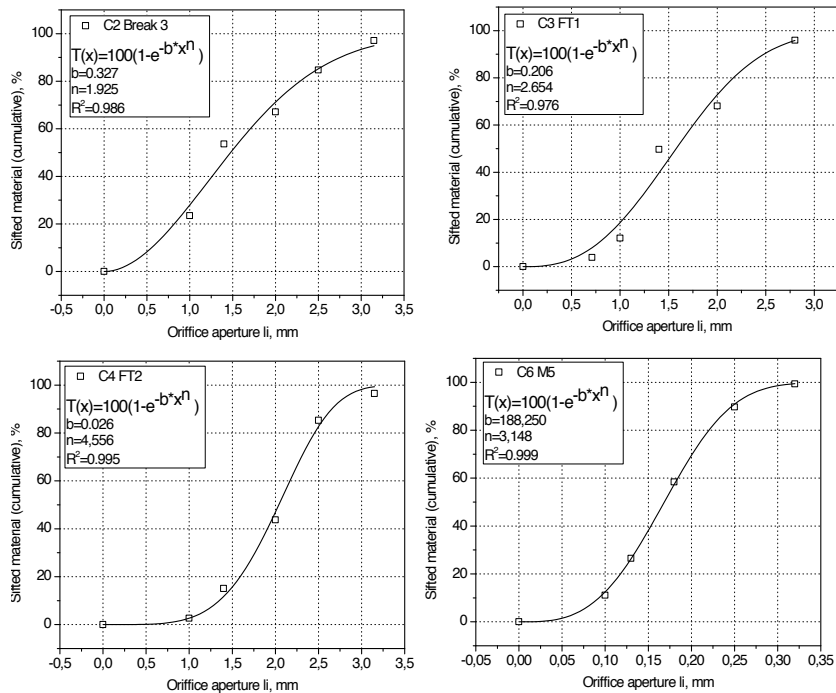 C2 Break 3
T(x)=100(1-e^-b*x^n)
b=0.327
n=1.925
R²=0.986
100
80
60
40
20
0
-0,5 0,0 0,5 1,0 1,5 2,0 2,5 3,0 3,5
Sifted material (cumulative), %
Oriffice aperture li, mm
C3 FT1
T(x)=100(1-e^-b*x^n)
b=0.206
n=2.654
R²=0.976
100
80
60
40
20
0
0,0 0,5 1,0 1,5 2,0 2,5 3,0
Sifted material (cumulative), %
Oriffice aperture li, mm
C4 FT2
T(x)=100(1-e^-b*x^n)
b=0.026
n=4,556
R²=0.995
100
80
60
40
20
0
-0,5 0,0 0,5 1,0 1,5 2,0 2,5 3,0 3,5
Sifted material (cumulative), %
Oriffice aperture li, mm
C6 M5
T(x)=100(1-e^-b*x^n)
b=188,250
n=3,148
R²=0.999
100
80
60
40
20
0
-0,05 0,00 0,05 0,10 0,15 0,20 0,25 0,30 0,35
Sifted material (cumulative), %
Oriffice aperture li, mm